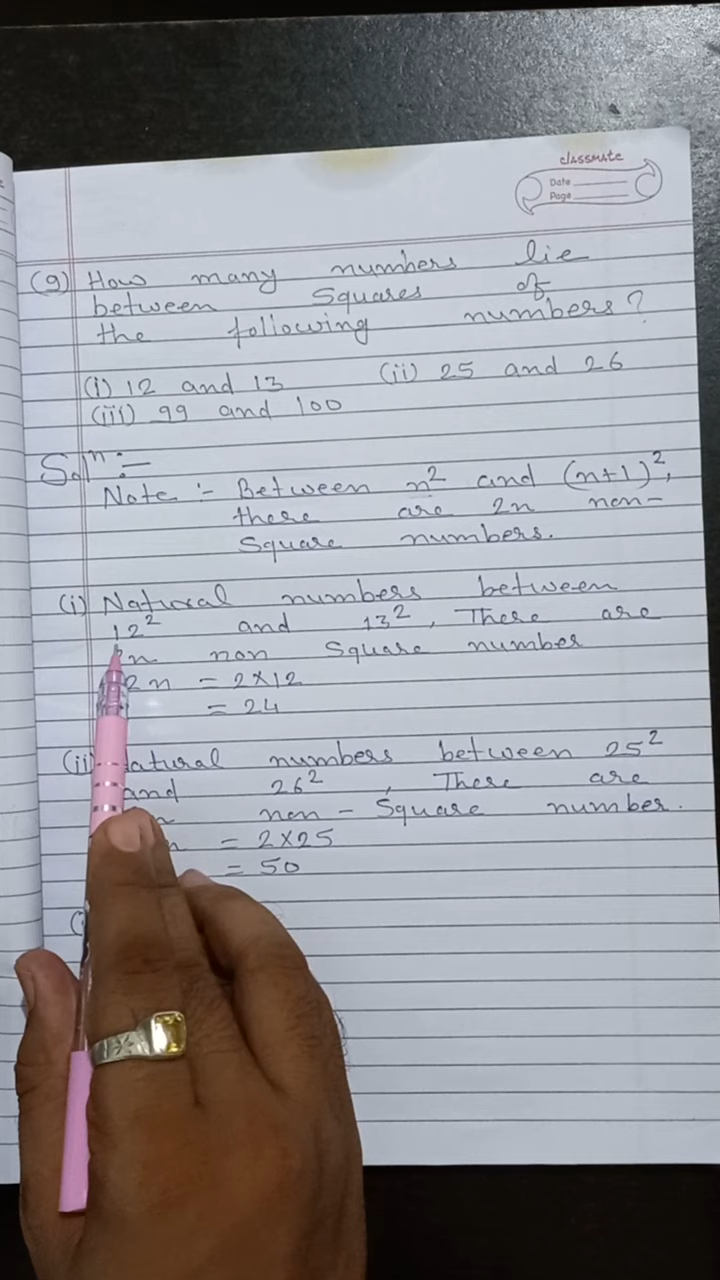 classmate
Date
Page
(9) How many numbers lie
between squares of
the following numbers?
(i) 12 and 13 (ii) 25 and 26
(iii) 99 and 100
Solⁿ :-
Note :- Between n² and (n+1)²,
there are 2n non-
square numbers.
(i) Natural numbers between
12² and 13², There are
2n non square number
2n = 2×12
= 24
(ii) Natural numbers between 25²
and 26², There are
non-square number.
= 2×25
= 50